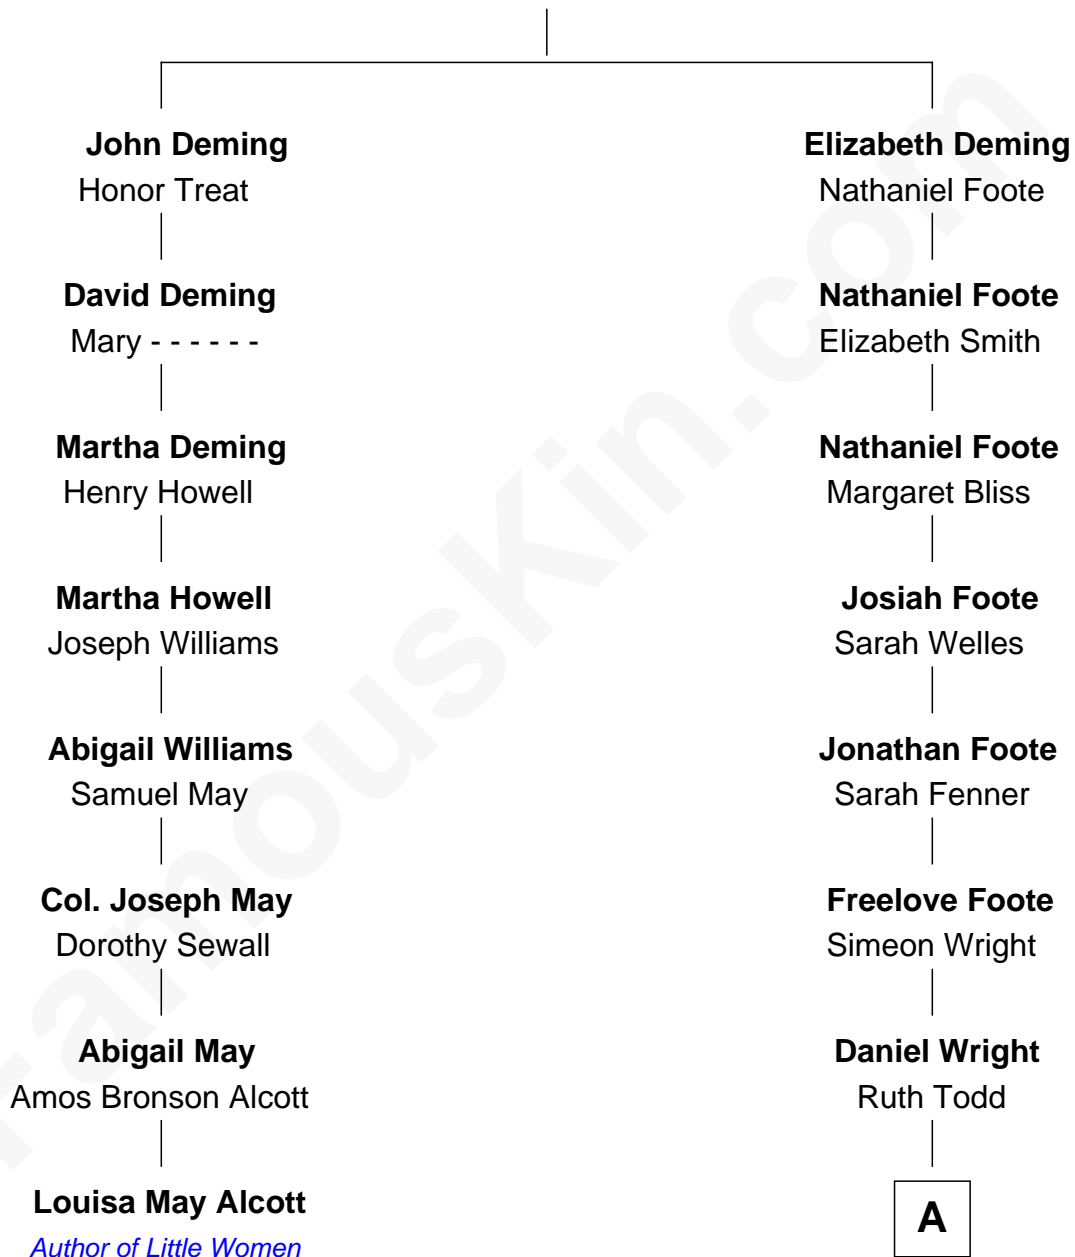 John Deming
Honor Treat
David Deming
Mary - - - - - -
Martha Deming
Henry Howell
Martha Howell
Joseph Williams
Abigail Williams
Samuel May
Col. Joseph May
Dorothy Sewall
Abigail May
Amos Bronson Alcott
Louisa May Alcott
Author of Little Women
Elizabeth Deming
Nathaniel Foote
Nathaniel Foote
Elizabeth Smith
Nathaniel Foote
Margaret Bliss
Josiah Foote
Sarah Welles
Jonathan Foote
Sarah Fenner
Freelove Foote
Simeon Wright
Daniel Wright
Ruth Todd
A
FamousKin.com